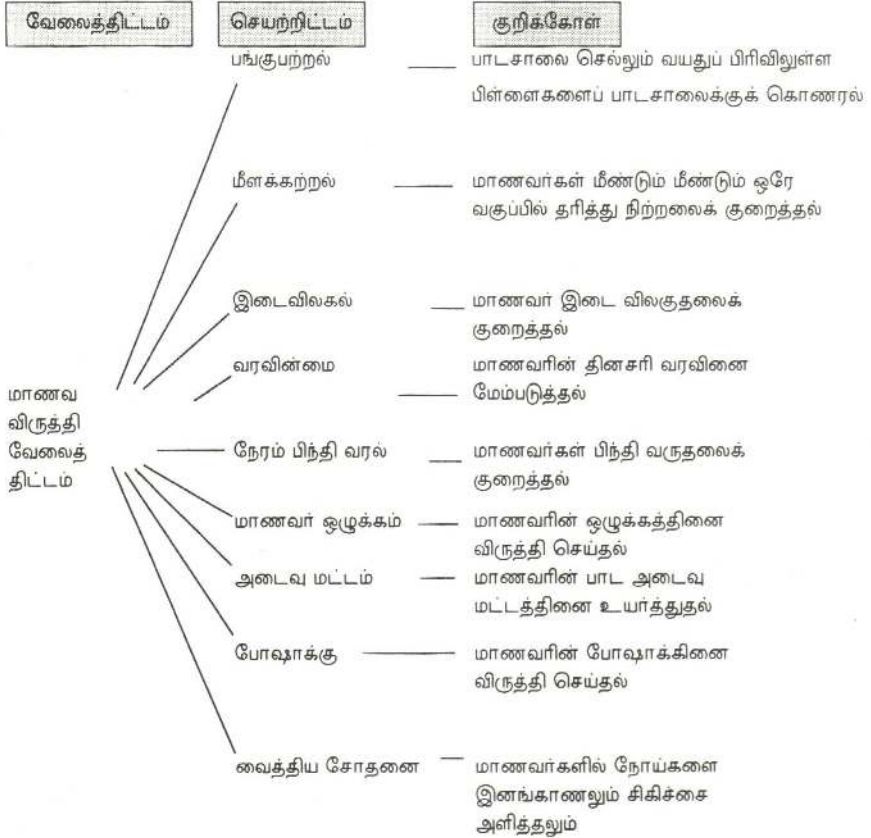 வேலைத்திட்டம் செயற்றிட்டம் குறிக்கோள்
பங்குபற்றல் பாடசாலை செல்லும் வயதுப் பிரிவிலுள்ள
பிள்ளைகளைப் பாடசாலைக்குக் கொணரல்
மீளக்கற்றல் மாணவர்கள் மீண்டும் மீண்டும் ஒரே
வகுப்பில் தரித்து நிற்றலைக் குறைத்தல்
இடைவிலகல் மாணவர் இடை விலகுதலைக்
குறைத்தல்
வரவின்மை மாணவரின் தினசரி வரவினை
மேம்படுத்தல்
மாணவ
விருத்தி
வேலைத்
திட்டம்
நேரம் பிந்தி வரல் மாணவர்கள் பிந்தி வருதலைக்
குறைத்தல்
மாணவர் ஒழுக்கம் மாணவரின் ஒழுக்கத்தினை
விருத்தி செய்தல்
அடைவு மட்டம் மாணவரின் பாட அடைவு
மட்டத்தினை உயர்த்துதல்
போஷாக்கு மாணவரின் போஷாக்கினை
விருத்தி செய்தல்
வைத்திய சோதனை மாணவர்களில் நோய்களை
இனங்காணலும் சிகிச்சை
அளித்தலும்